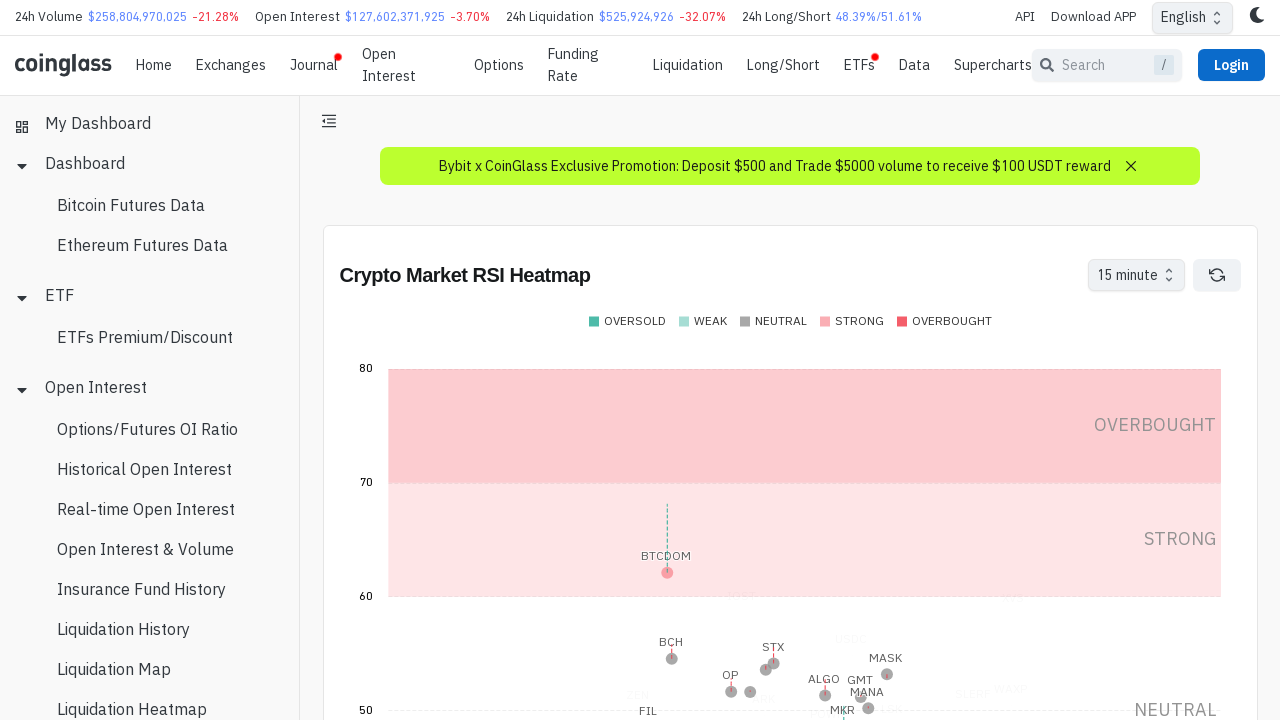 24h Volume $258,804,970,025 -21.28% Open Interest $127,602,371,925 -3.70% 24h Liquidation $525,924,926 -32.07% 24h Long/Short 48.39%/51.61% API Download APP English
coinglass Home Exchanges Journal Open Interest Options Funding Rate Liquidation Long/Short ETFs Data Supercharts Search / Login
My Dashboard
Dashboard
Bitcoin Futures Data
Ethereum Futures Data
ETF
ETFs Premium/Discount
Open Interest
Options/Futures OI Ratio
Historical Open Interest
Real-time Open Interest
Open Interest & Volume
Insurance Fund History
Liquidation History
Liquidation Map
Liquidation Heatmap
Bybit x CoinGlass Exclusive Promotion: Deposit $500 and Trade $5000 volume to receive $100 USDT reward
Crypto Market RSI Heatmap 15 minute
OVERSOLD WEAK NEUTRAL STRONG OVERBOUGHT
80
OVERBOUGHT
70
STRONG
BTCDOM
60
BCH
STX
MASK
OP
ALGO
GMT
MANA
FIL
MKR
50
NEUTRAL